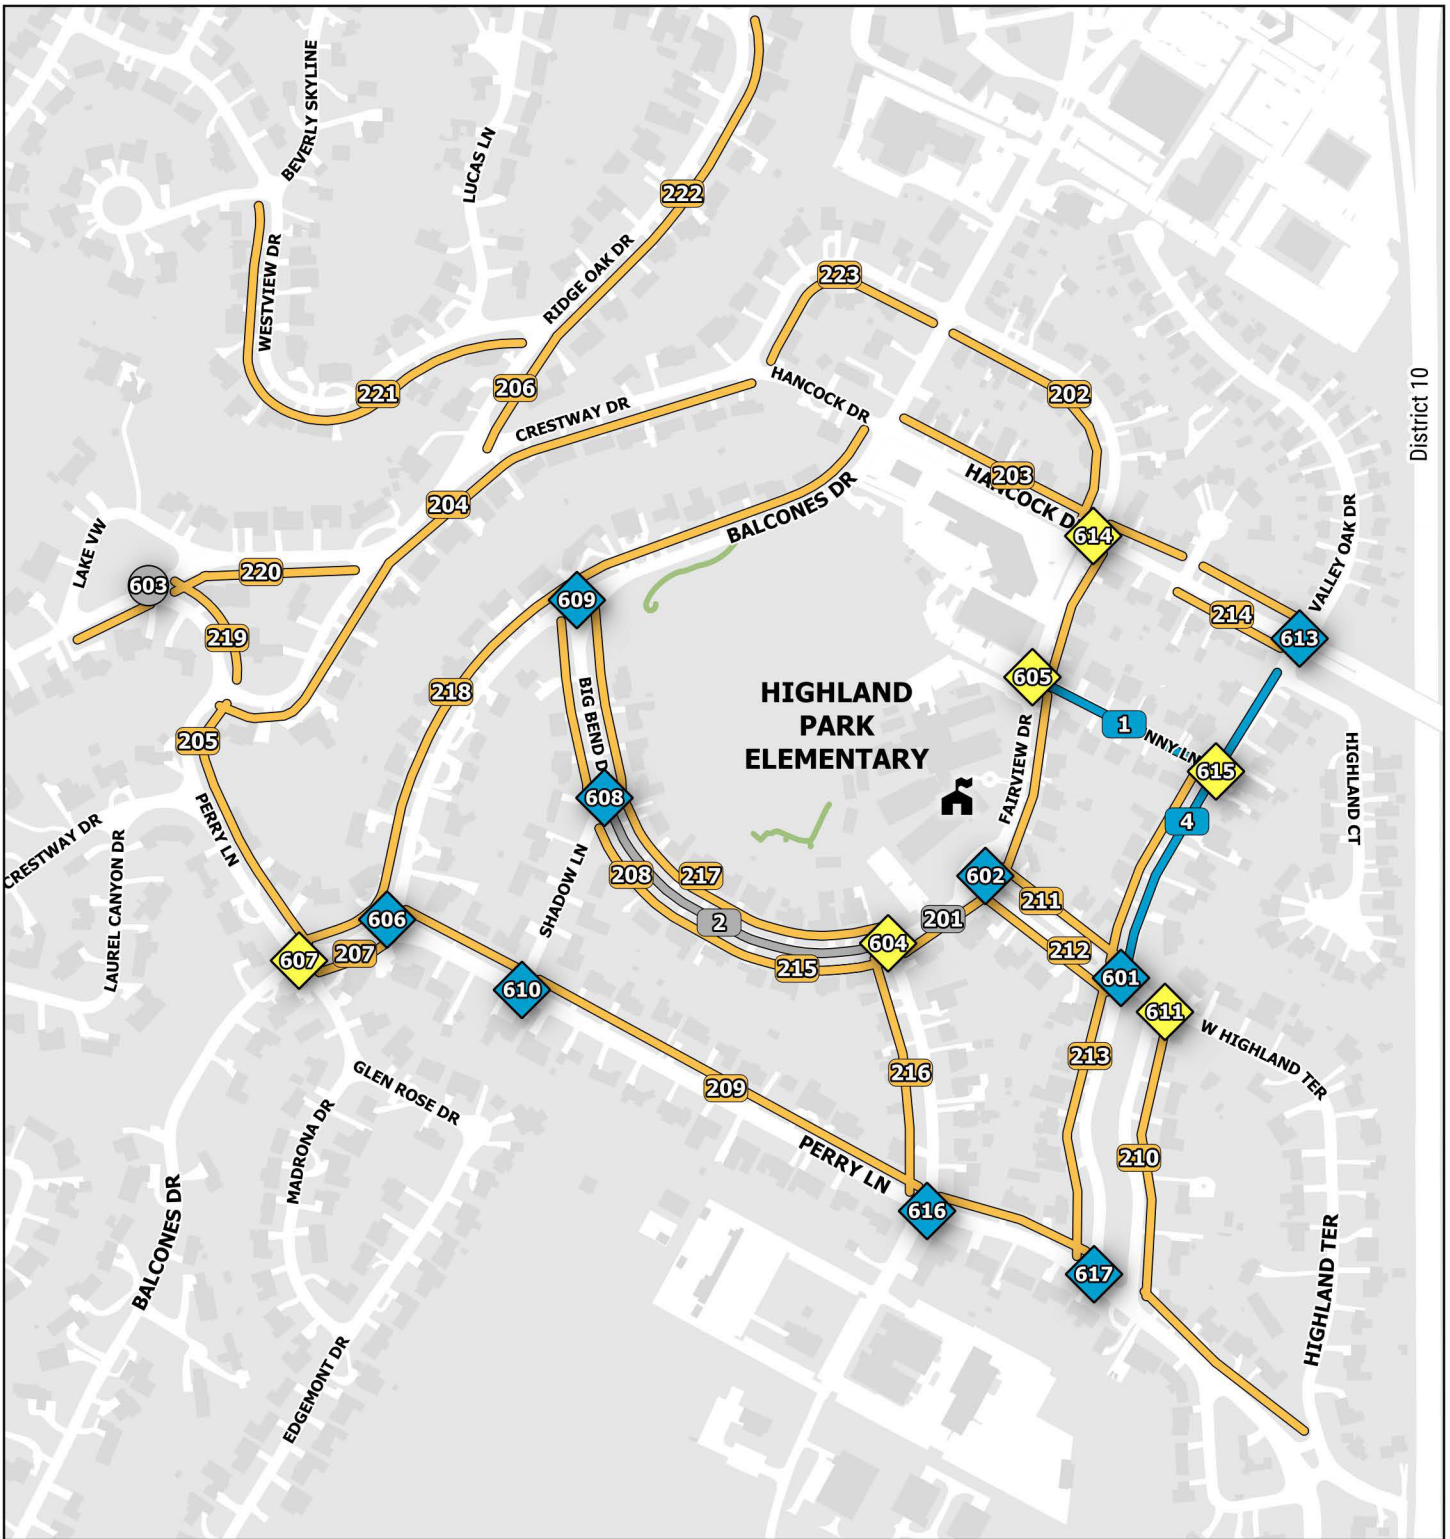 BEVERLY SKYLINE
LUCAS LN
222
WESTVIEW DR
RIDGE OAK DR
223
221
206
HANCOCK DR
202
CRESTWAY DR
District 10
203
HANCOCK D
204
BALCONES DR
614
LAKE VW
603
220
609
VALLEY OAK DR
214
613
219
218
605
HIGHLAND
PARK
ELEMENTARY
BIG BEND D
205
1
NNY LN
615
FAIRVIEW DR
HIGHLAND CT
608
4
PERRY LN
CRESTWAY DR
LAUREL CANYON DR
SHADOW LN
208
217
602
211
606
2
201
604
212
607
207
215
601
610
611
W HIGHLAND TER
213
GLEN ROSE DR
216
209
MADRONA DR
PERRY LN
210
616
BALCONES DR
617
HIGHLAND TER
EDGEMONT DR